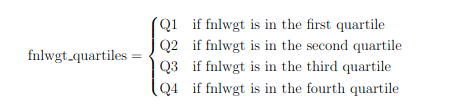 Q1 if fnlwgt is in the first quartile
Q2 if fnlwgt is in the second quartile
fnlwgt_quartiles =
Q3 if fnlwgt is in the third quartile
Q4 if fnlwgt is in the fourth quartile